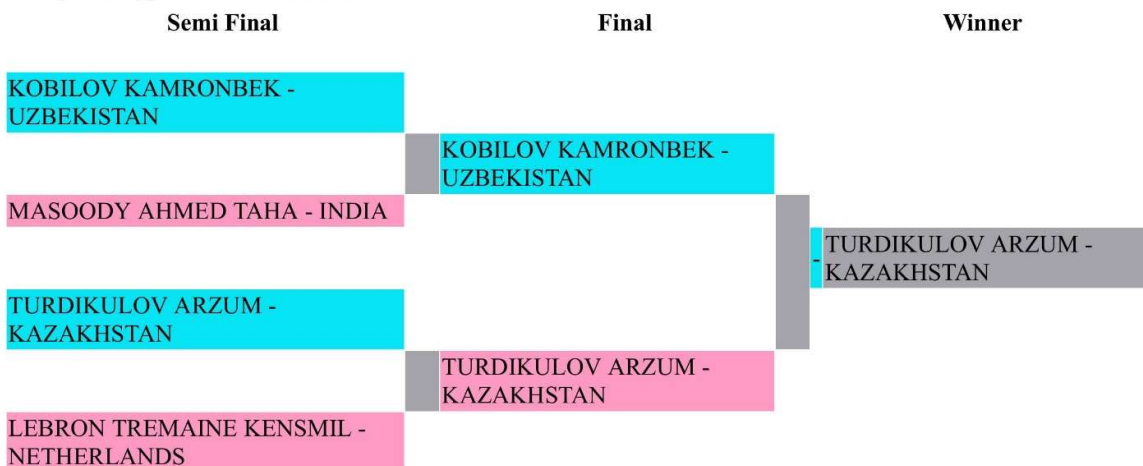 Semi Final
Final
Winner
KOBILOV KAMRONBEK -
UZBEKISTAN
MASOODY AHMED TAHA - INDIA
TURDIKULOV ARZUM -
KAZAKHSTAN
LEBRON TREMAINE KENSMIL -
NETHERLANDS
KOBILOV KAMRONBEK -
UZBEKISTAN
TURDIKULOV ARZUM -
KAZAKHSTAN
-
TURDIKULOV ARZUM -
KAZAKHSTAN